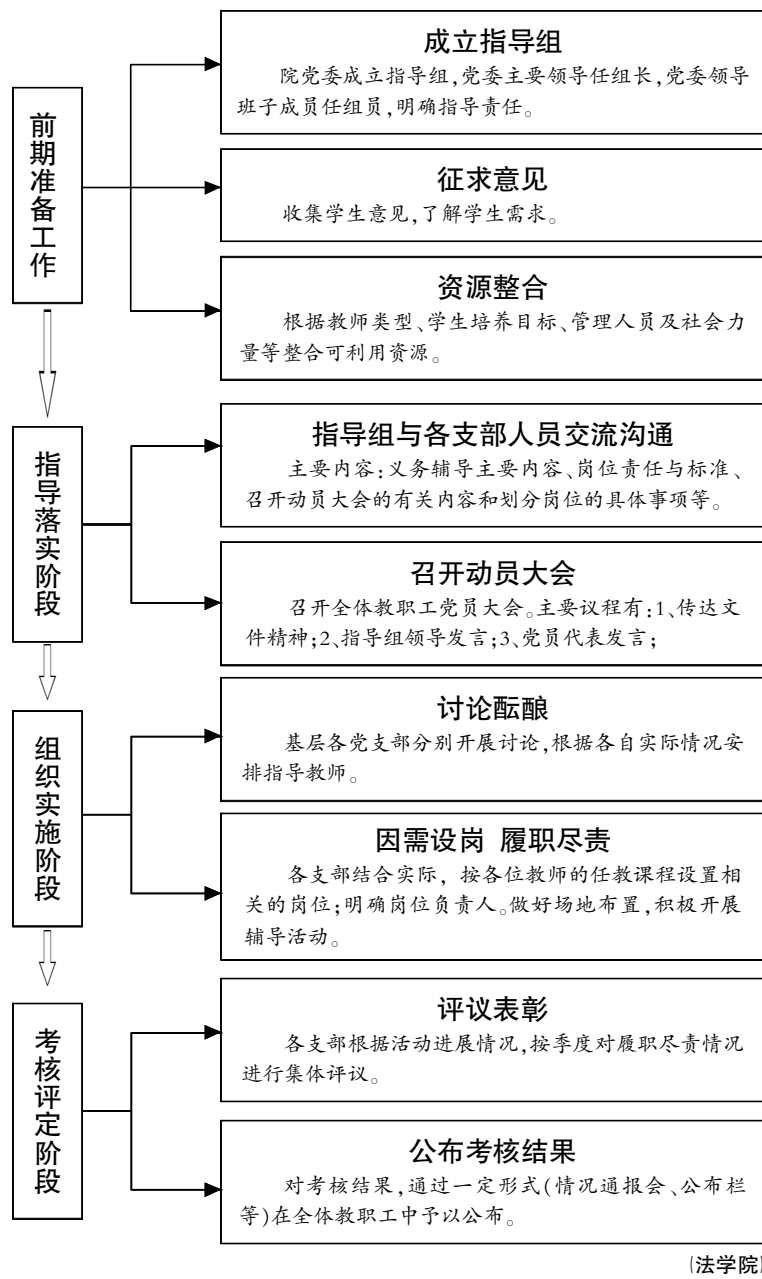 前期准备工作
成立指导组
院党委成立指导组,党委主要领导任组长,党委领导
班子成员任组员,明确指导责任。
征求意见
收集学生意见,了解学生需求。
资源整合
根据教师类型、学生培养目标、管理人员及社会力
量等整合可利用资源。
指导落实阶段
指导组与各支部人员交流沟通
主要内容:义务辅导主要内容、岗位责任与标准、
召开动员大会的有关内容和划分岗位的具体事项等。
召开动员大会
召开全体教职工党员大会。主要议程有:1、传达文
件精神;2、指导组领导发言;3、党员代表发言;
组织实施阶段
讨论酝酿
基层各党支部分别开展讨论,根据各自实际情况安
排指导教师。
因需设岗 履职尽责
各支部结合实际, 按各位教师的任教课程设置相
关的岗位;明确岗位负责人。做好场地布置,积极开展
辅导活动。
考核评定阶段
评议表彰
各支部根据活动进展情况,按季度对履职尽责情况
进行集体评议。
公布考核结果
对考核结果,通过一定形式(情况通报会、公布栏
等)在全体教职工中予以公布。
(法学院)